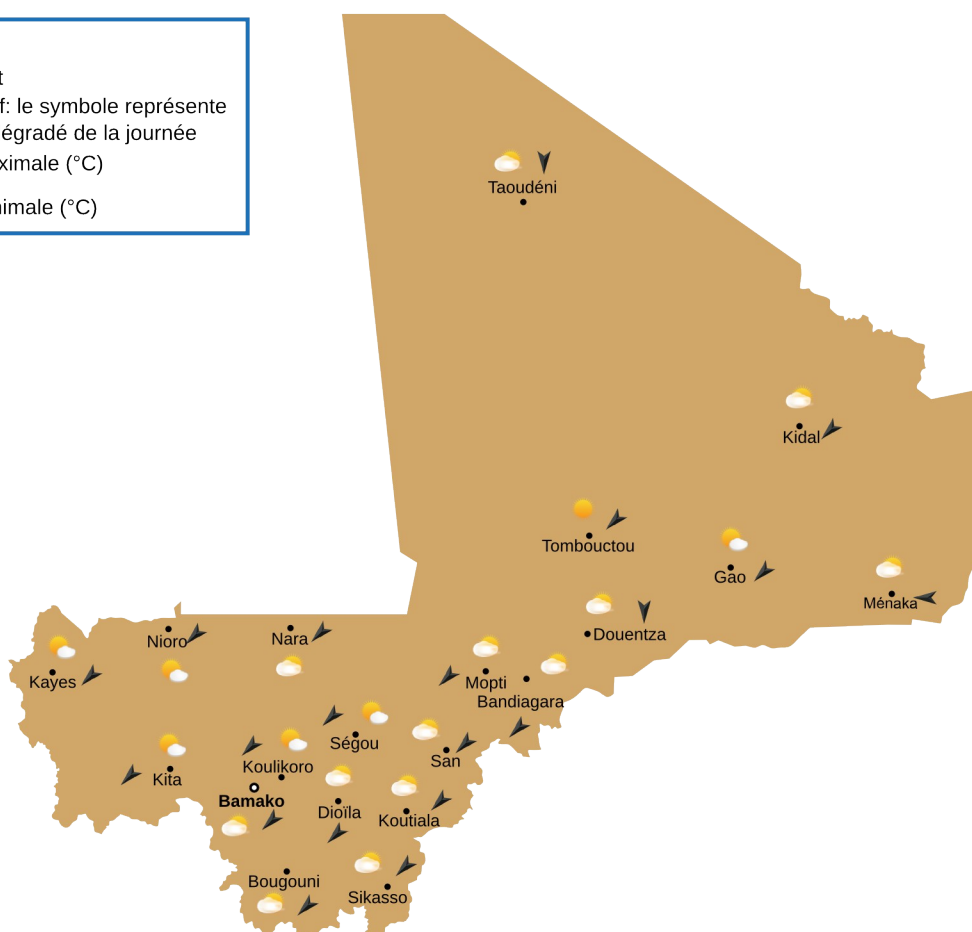 t
f: le symbole représente
égradé de la journée
ximale (°C)
nimale (°C)
Taoudéni
Kidal
Tombouctou
Gao
Ménaka
Douentza
Nioro
Nara
Kayes
Mopti
Bandiagara
Ségou
San
Koulikoro
Kita
Bamako
Dioïla
Koutiala
Bougouni
Sikasso